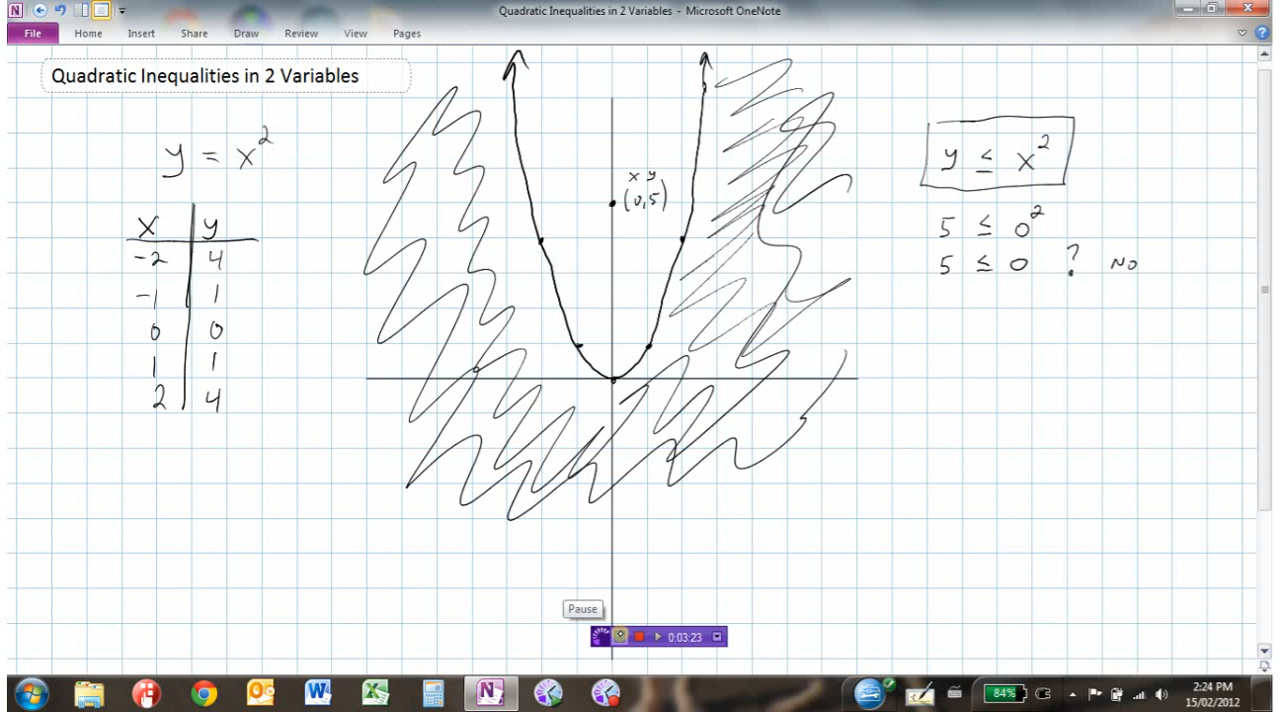 Quadratic Inequalities in 2 Variables - Microsoft OneNote
File Home Insert Share Draw Review View Pages
Quadratic Inequalities in 2 Variables
y = x²
x y
-2 4
-1 1
0 0
1 1
2 4
x y
(0,5)
y ≤ x²
5 ≤ 0²
5 ≤ 0 ? NO
Pause
0:03:23
84%
2:24 PM
15/02/2012